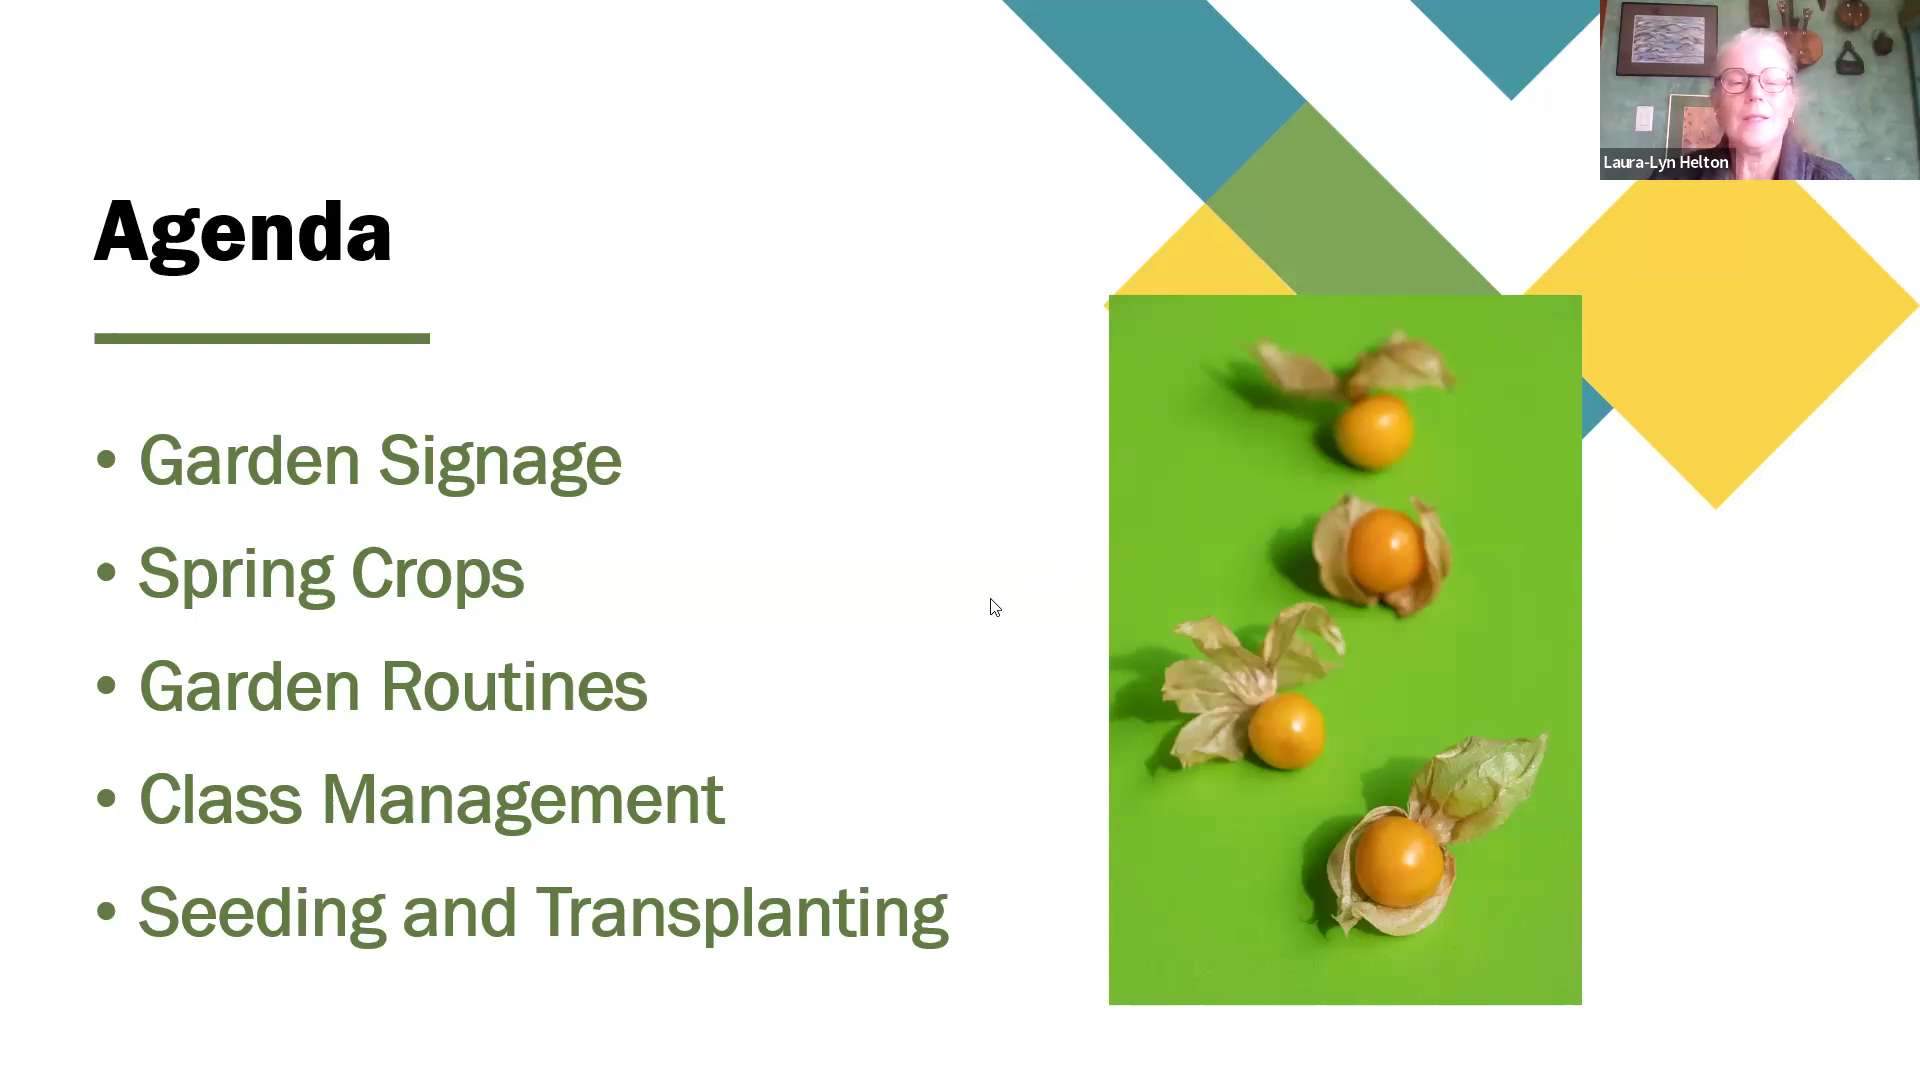 Laura-Lyn Helton
Agenda
• Garden Signage
• Spring Crops
• Garden Routines
• Class Management
• Seeding and Transplanting